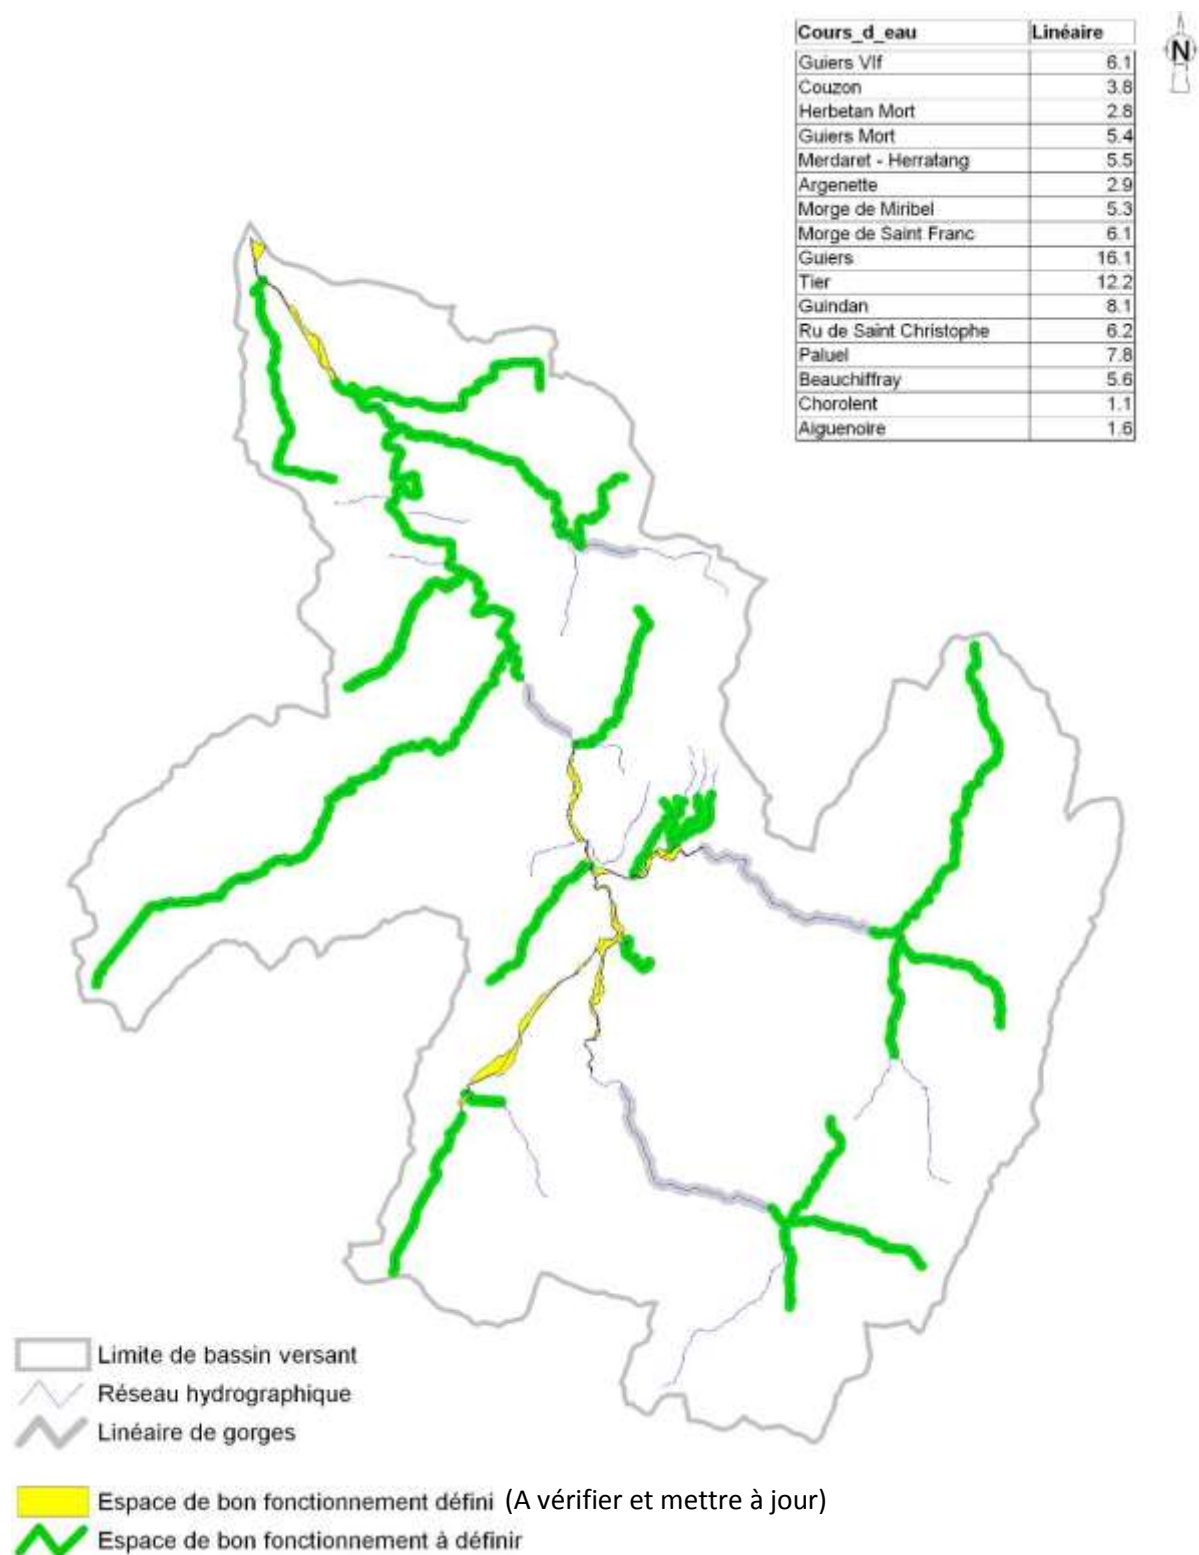 Cours_d_eau Linéaire
Guiers VIf 6.1
Couzon 3.8
Herbetan Mort 2.8
Guiers Mort 5.4
Merdaret - Herratang 5.5
Argenette 2.9
Morge de Miribel 5.3
Morge de Saint Franc 6.1
Guiers 16.1
Tier 12.2
Guindan 8.1
Ru de Saint Christophe 6.2
Paluel 7.8
Beauchiffray 5.6
Chorolent 1.1
Aiguenoire 1.6
N
Limite de bassin versant
Réseau hydrographique
Linéaire de gorges
Espace de bon fonctionnement défini (A vérifier et mettre à jour)
Espace de bon fonctionnement à définir